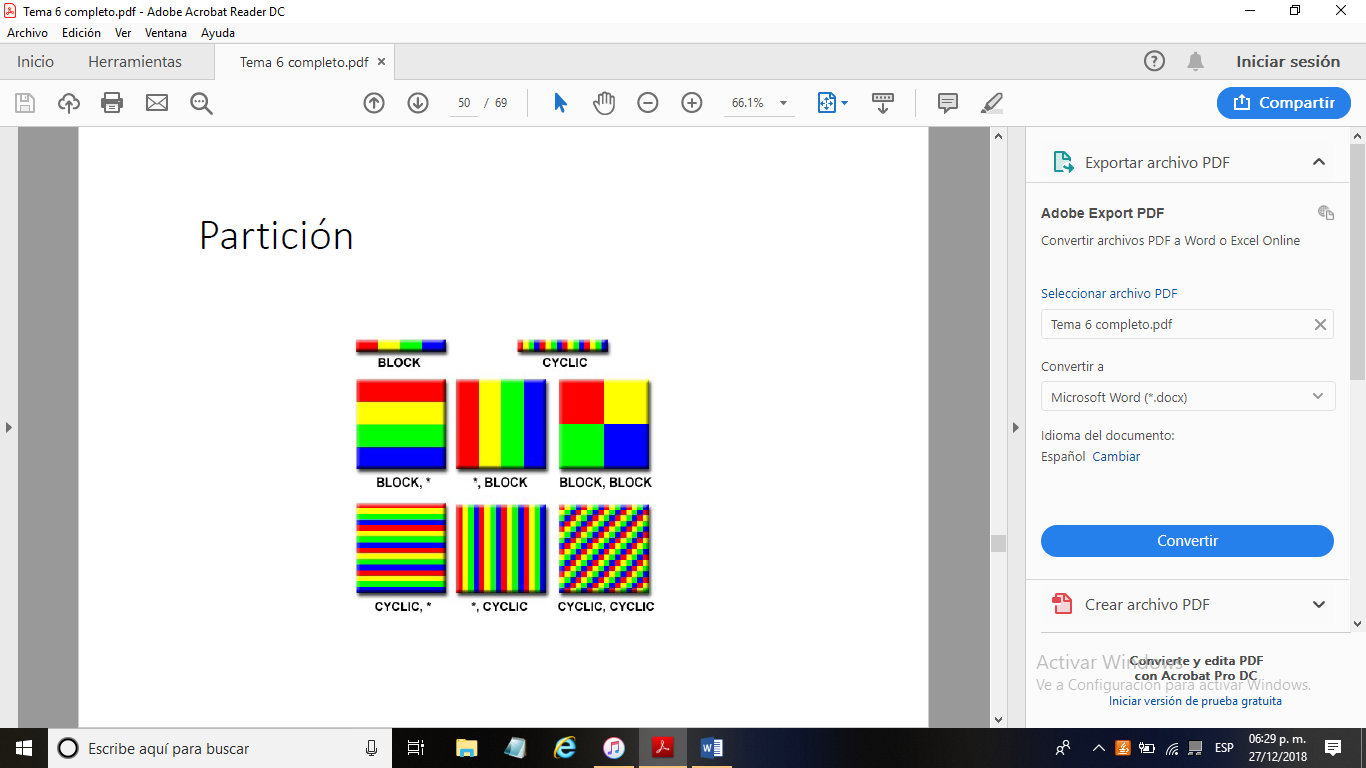 Tema 6 completo.pdf - Adobe Acrobat Reader DC
Archivo Edición Ver Ventana Ayuda
Inicio Herramientas Tema 6 completo.pdf × Iniciar sesión
50 / 69 66.1% Compartir
Partición
BLOCK CYCLIC
BLOCK, * *, BLOCK BLOCK, BLOCK
CYCLIC, * *, CYCLIC CYCLIC, CYCLIC
Exportar archivo PDF
Adobe Export PDF
Convertir archivos PDF a Word o Excel Online
Seleccionar archivo PDF
Tema 6 completo.pdf
Convertir a
Microsoft Word (*.docx)
Idioma del documento:
Español Cambiar
Convertir
Crear archivo PDF
Convierte y edita PDF
con Acrobat Pro DC
Iniciar versión de prueba gratuita
Activar Windows
Ve a Configuración para activar Windows.
Escribe aquí para buscar
ESP
06:29 p. m.
27/12/2018